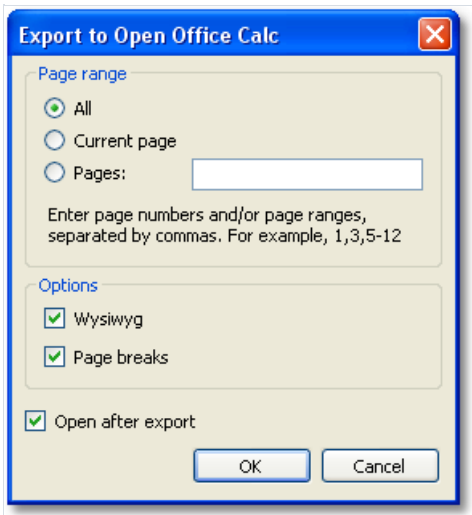 Export to Open Office Calc
Page range
All
Current page
Pages:
Enter page numbers and/or page ranges,
separated by commas. For example, 1,3,5-12
Options
Wysiwyg
Page breaks
Open after export
OK Cancel